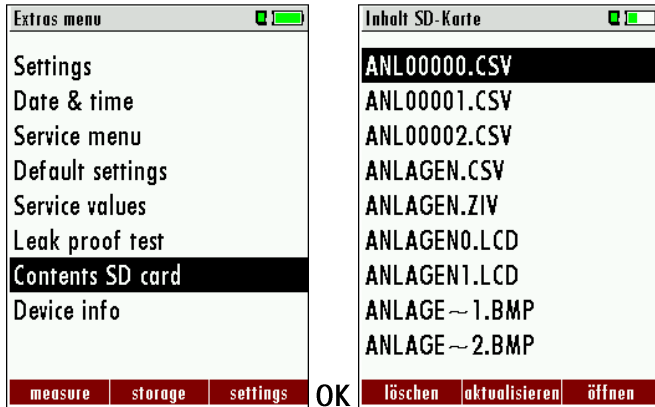 Extras menu
Settings
Date & time
Service menu
Default settings
Service values
Leak proof test
Contents SD card
Device info
measure storage settings
OK
Inhalt SD-Karte
ANL00000.CSV
ANL00001.CSV
ANL00002.CSV
ANLAGEN.CSV
ANLAGEN.ZIV
ANLAGEN0.LCD
ANLAGEN1.LCD
ANLAGE~1.BMP
ANLAGE~2.BMP
löschen aktualisieren öffnen